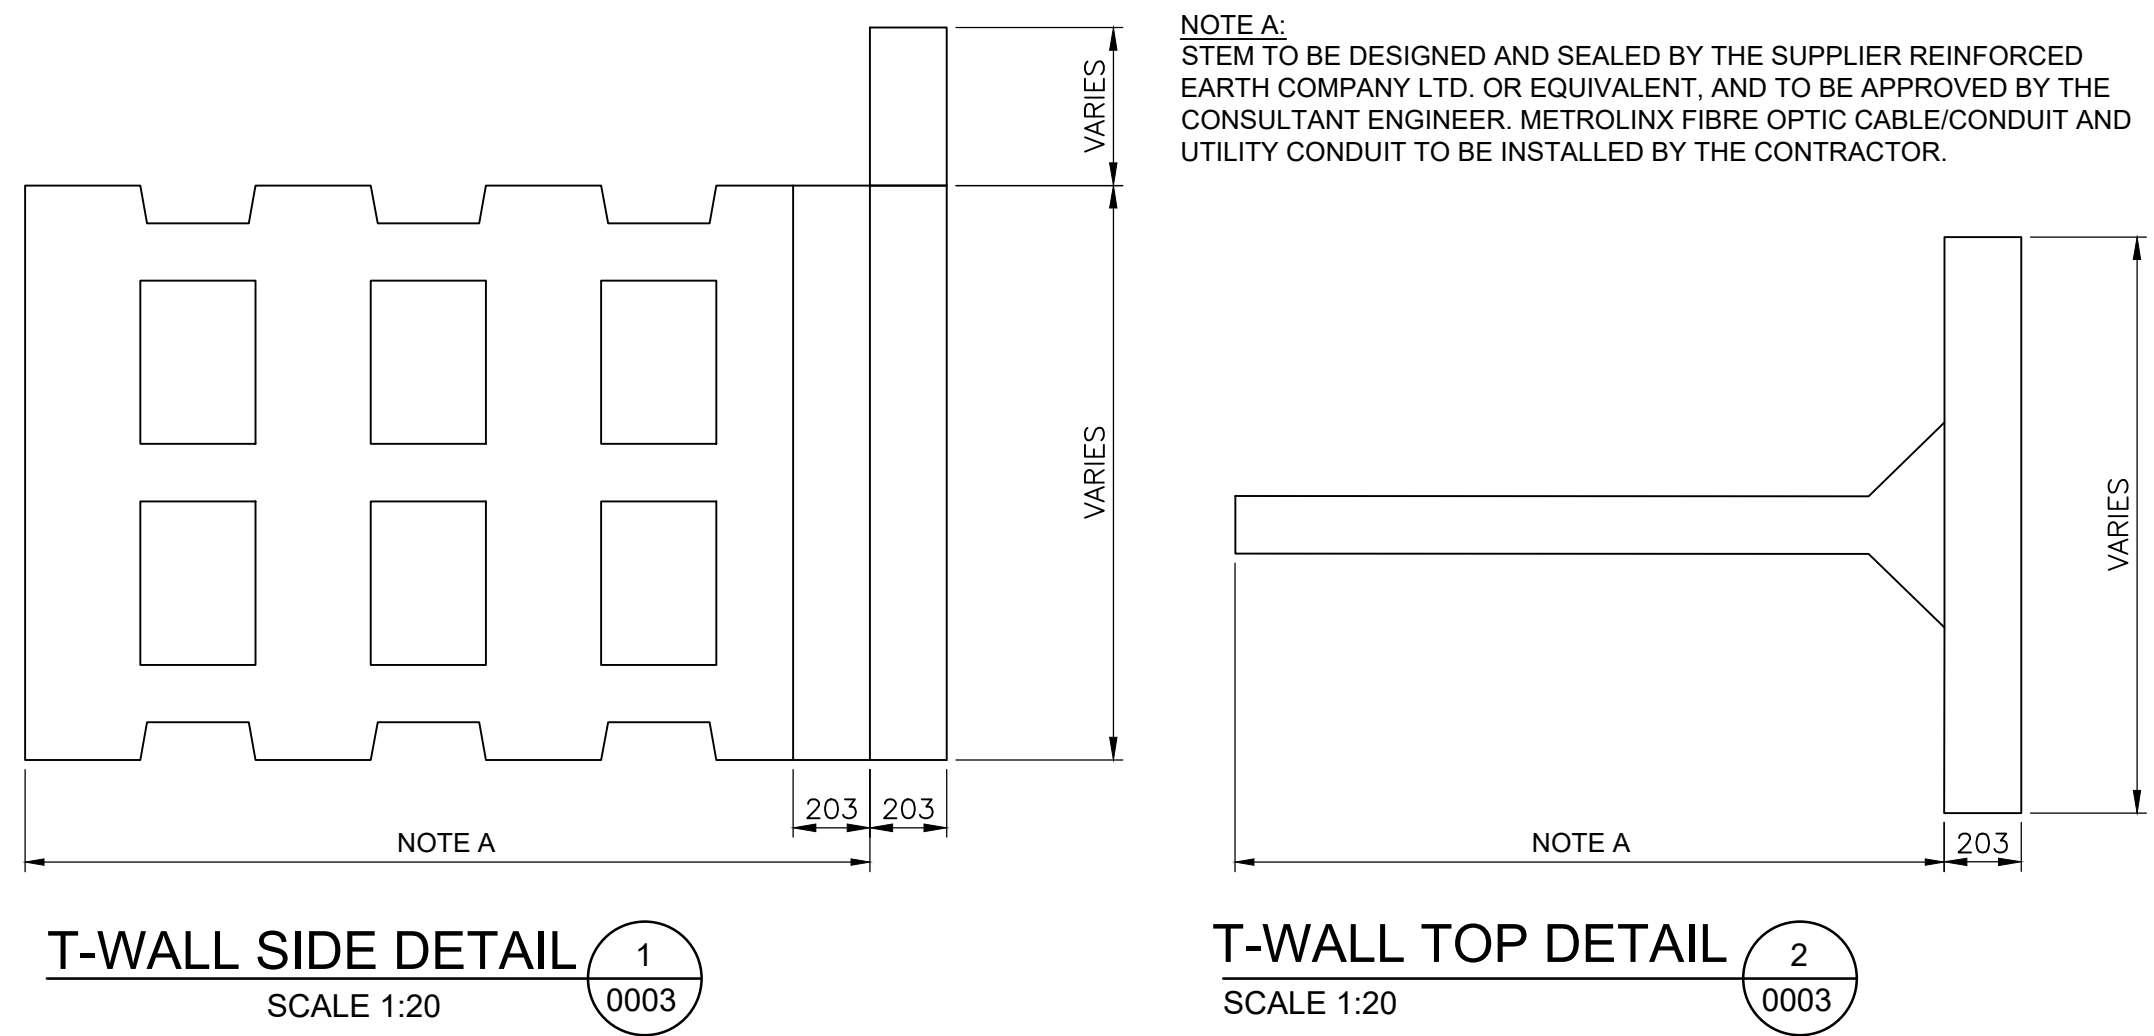 NOTE A:
STEM TO BE DESIGNED AND SEALED BY THE SUPPLIER REINFORCED
EARTH COMPANY LTD. OR EQUIVALENT, AND TO BE APPROVED BY THE
CONSULTANT ENGINEER. METROLINX FIBRE OPTIC CABLE/CONDUIT AND
UTILITY CONDUIT TO BE INSTALLED BY THE CONTRACTOR.
VARIES
VARIES
203 203
NOTE A
T-WALL SIDE DETAIL 1
SCALE 1:20 0003
VARIES
NOTE A 203
T-WALL TOP DETAIL 2
SCALE 1:20 0003